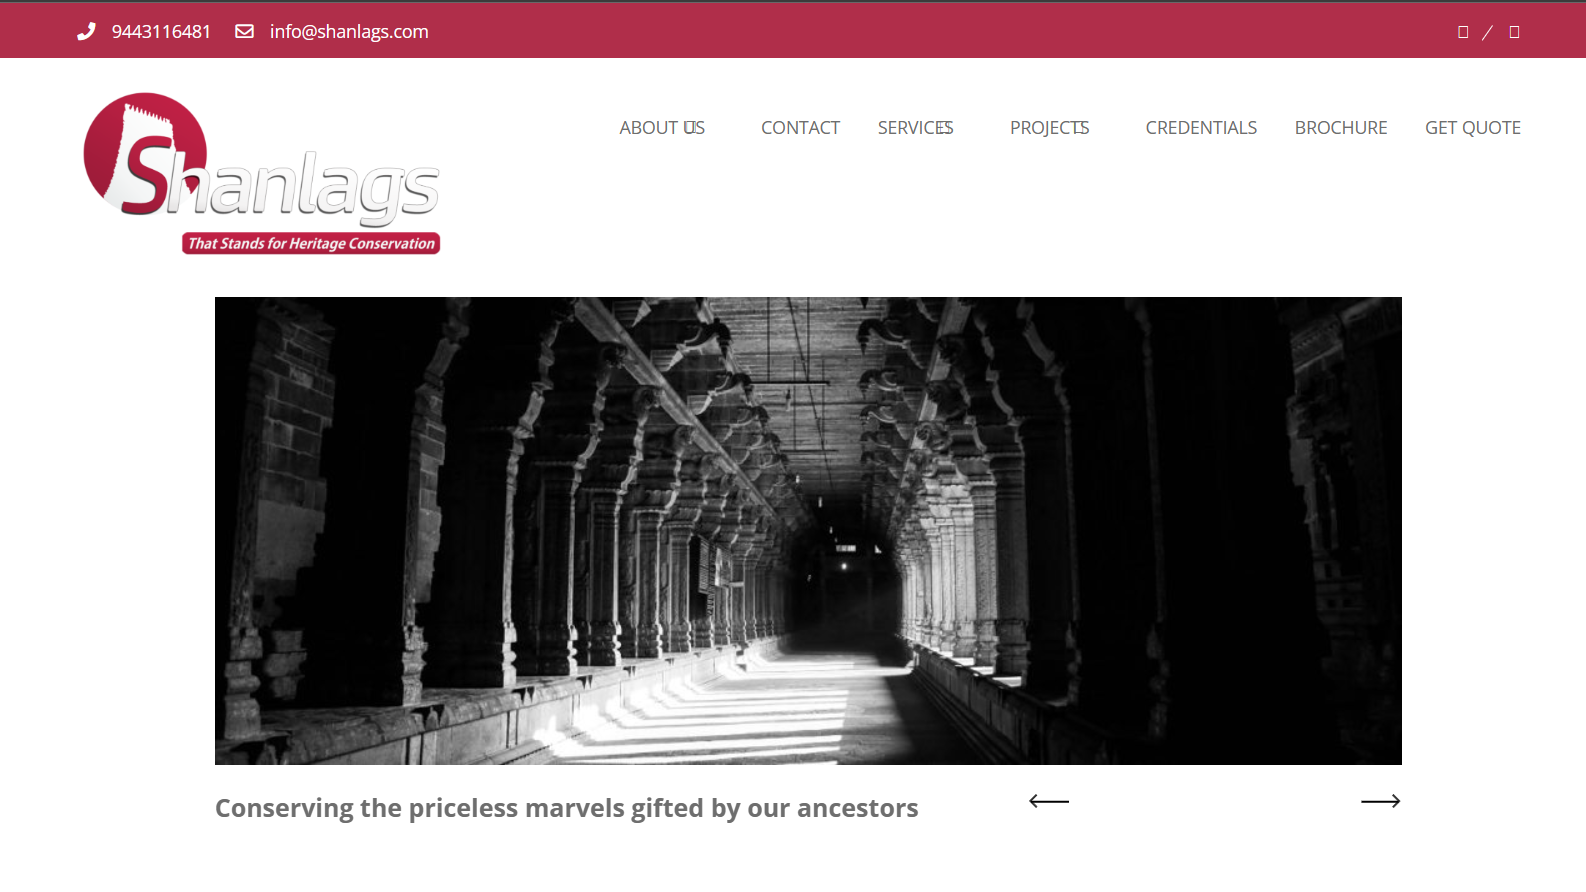 9443116481 info@shanlags.com
/
ABOUT US CONTACT SERVICES PROJECTS CREDENTIALS BROCHURE GET QUOTE
Shanlags
That Stands for Heritage Conservation
Conserving the priceless marvels gifted by our ancestors